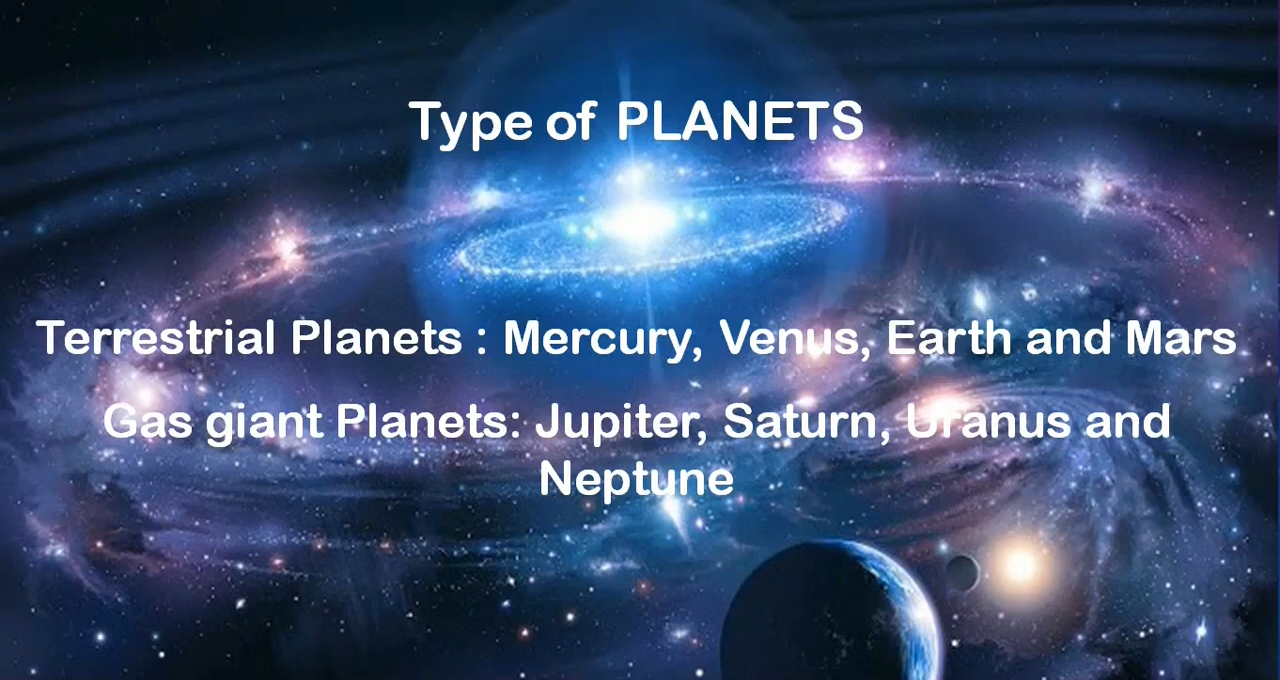 Type of PLANETS
Terrestrial Planets : Mercury, Venus, Earth and Mars
Gas giant Planets: Jupiter, Saturn, Uranus and
Neptune